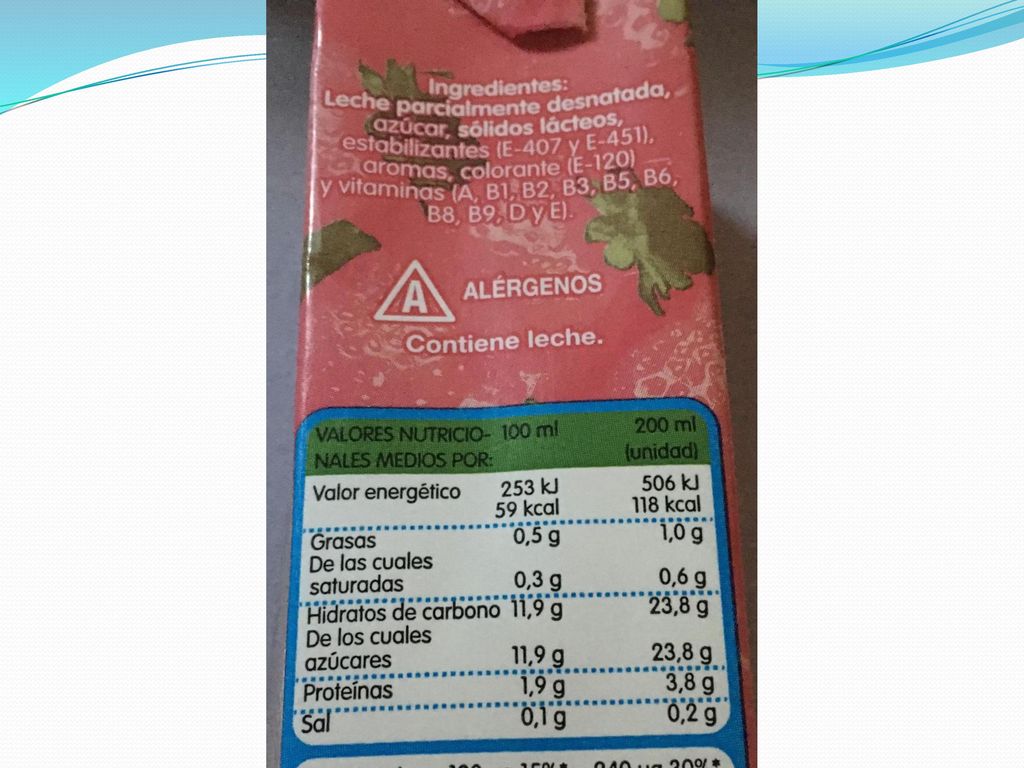 Ingredientes:
Leche parcialmente desnatada,
azúcar, sólidos lácteos,
estabilizantes (E-407 y E-451),
aromas, colorante (E-120)
y vitaminas (A, B1, B2, B3, B5, B6,
B8, B9, D y E).
A ALÉRGENOS
Contiene leche.
VALORES NUTRICIO- 100 ml 200 ml
NALES MEDIOS POR: (unidad)
Valor energético 253 kJ 506 kJ
59 kcal 118 kcal
Grasas 0,5 g 1,0 g
De las cuales
saturadas 0,3 g 0,6 g
Hidratos de carbono 11,9 g 23,8 g
De los cuales
azúcares 11,9 g 23,8 g
Proteínas 1,9 g 3,8 g
Sal 0,1 g 0,2 g